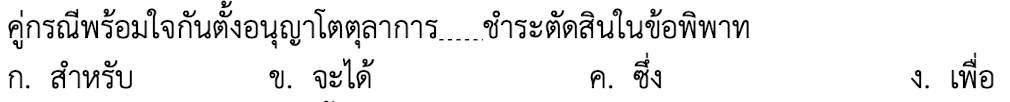 คู่กรณีพร้อมใจกันตั้งอนุญาโตตุลาการ......ชำระตัดสินในข้อพิพาท
ก. สำหรับ ข. จะได้ ค. ซึ่ง ง. เพื่อ